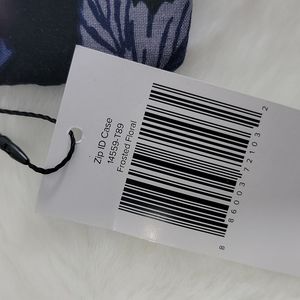 Zip ID Case
14559-T89
Frosted Floral
8 86003 72103 2